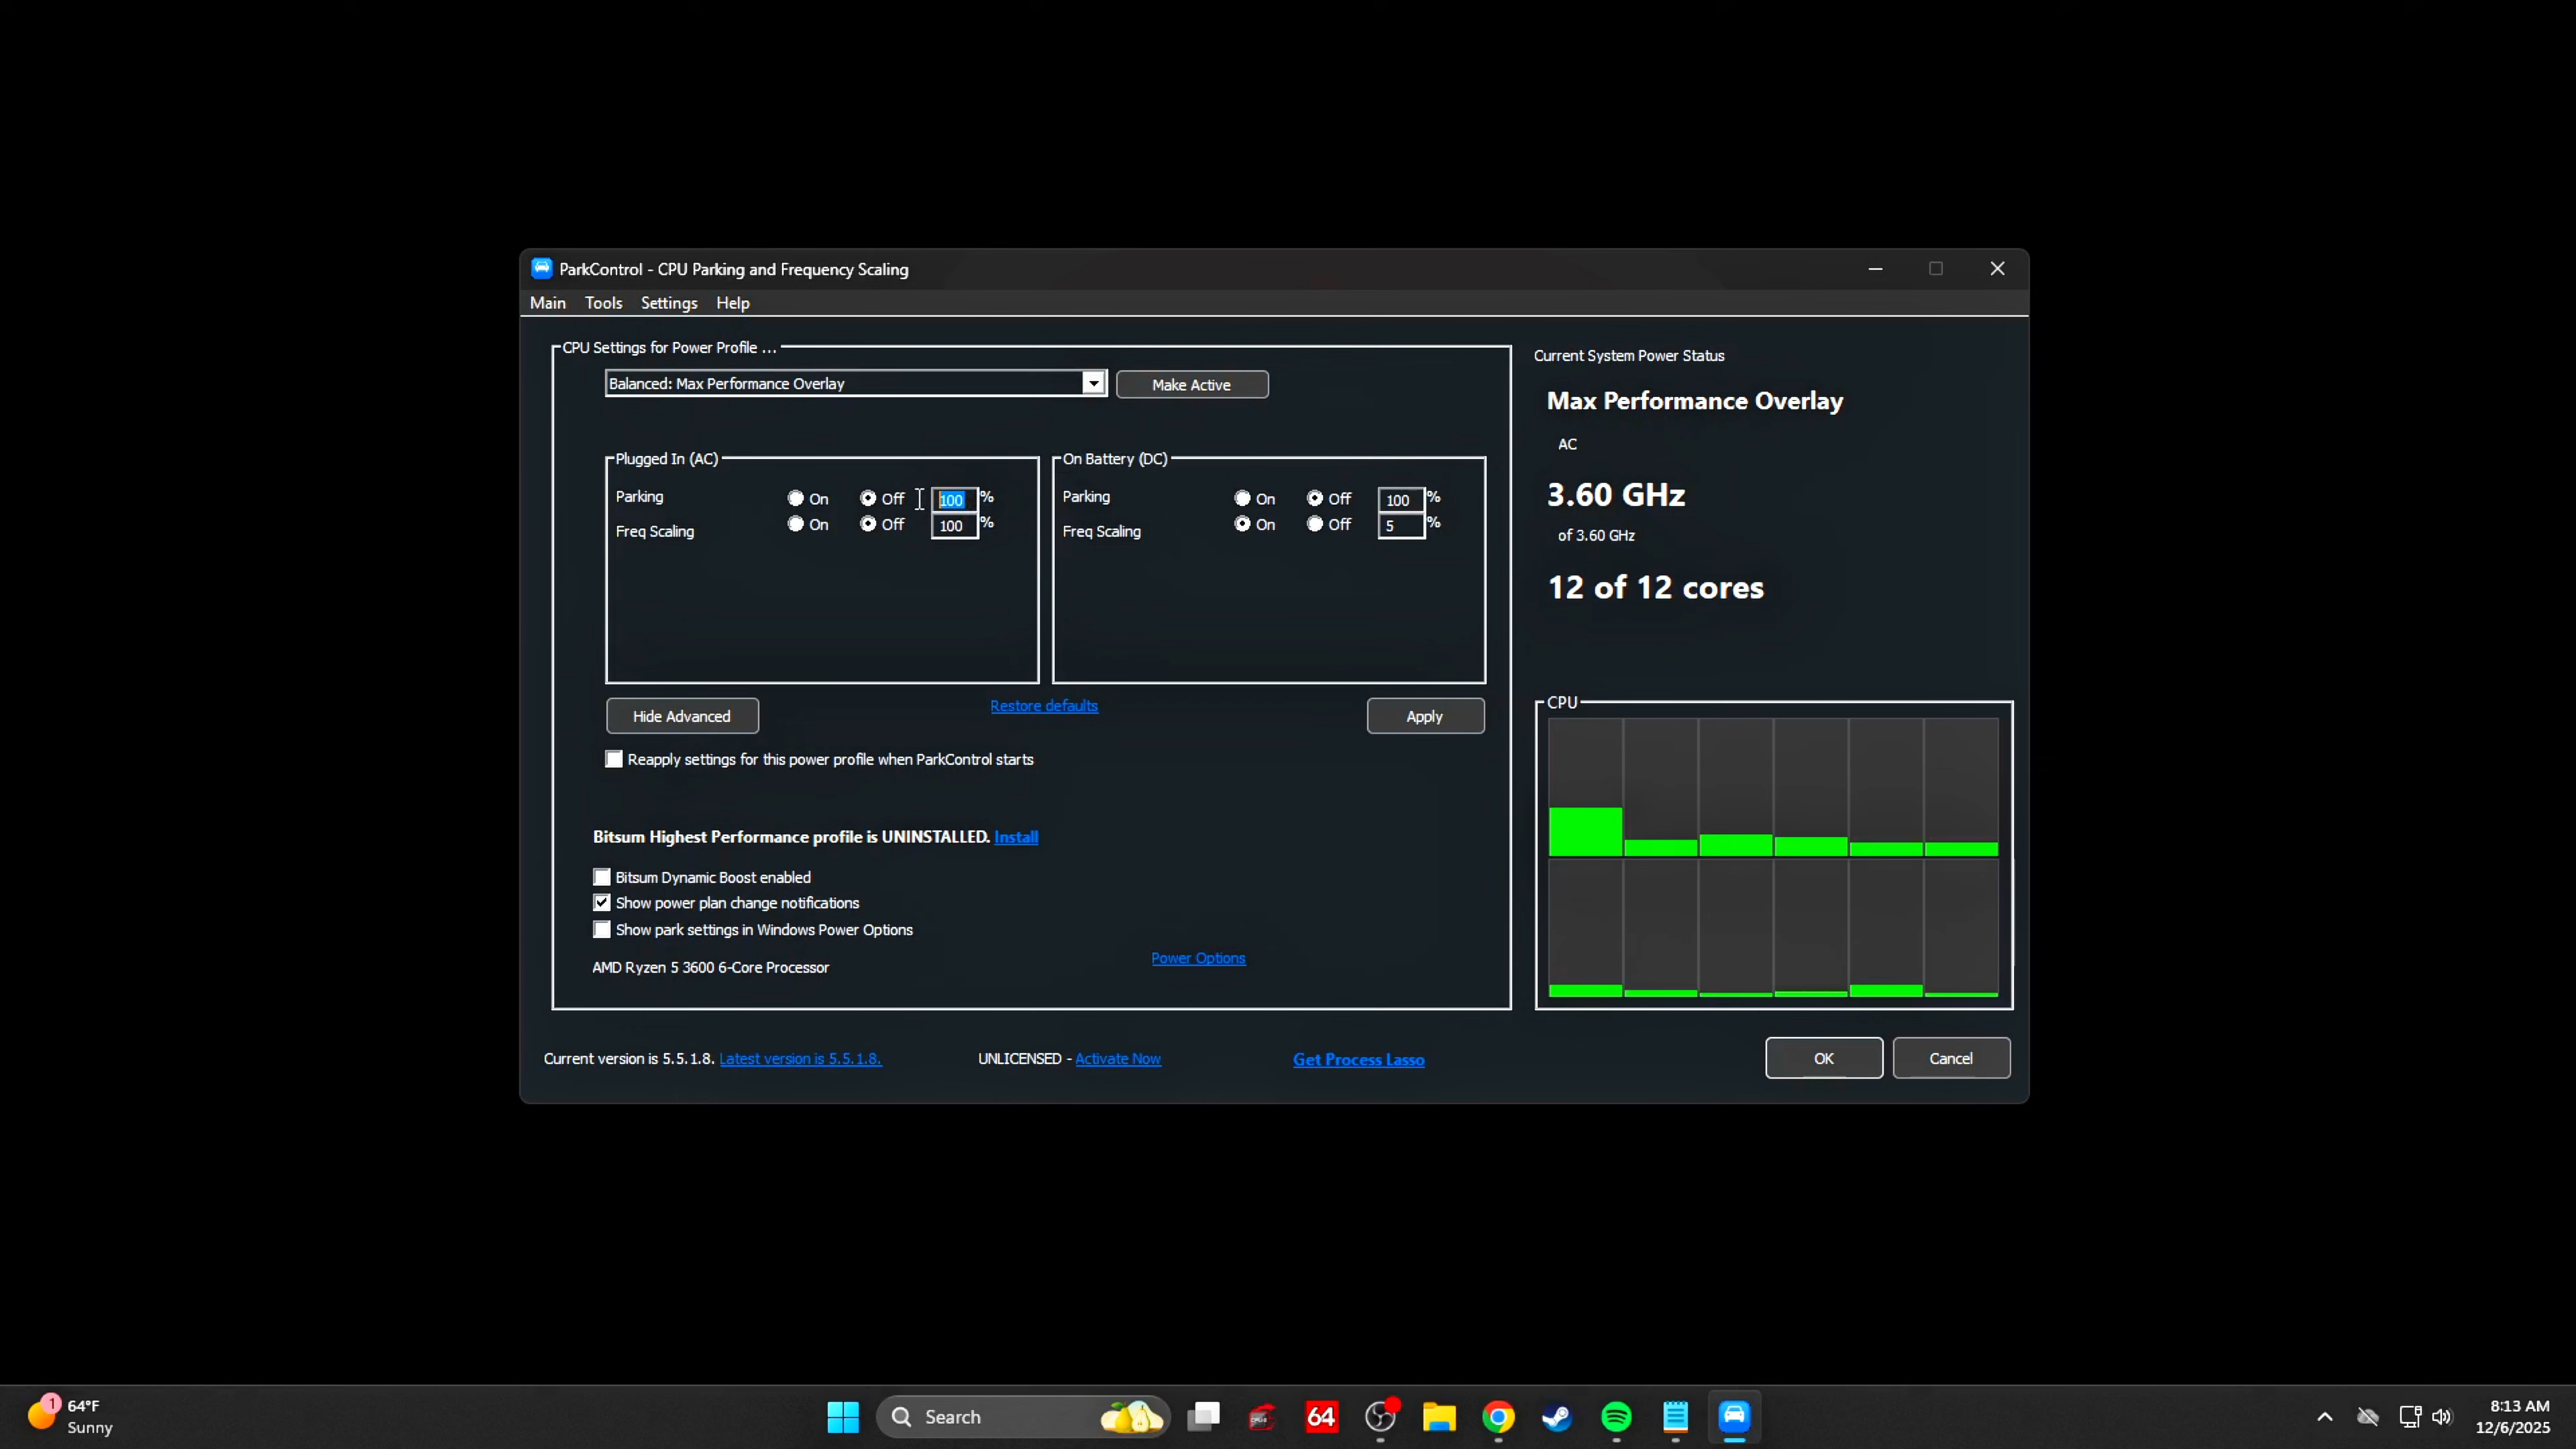 ParkControl - CPU Parking and Frequency Scaling
Main Tools Settings Help
CPU Settings for Power Profile ...
Balanced: Max Performance Overlay
Make Active
Plugged In (AC)
Parking On Off 100 %
Freq Scaling On Off 100 %
On Battery (DC)
Parking On Off 100 %
Freq Scaling On Off 5 %
Hide Advanced
Restore defaults
Apply
Reapply settings for this power profile when ParkControl starts
Bitsum Highest Performance profile is UNINSTALLED. Install
Bitsum Dynamic Boost enabled
Show power plan change notifications
Show park settings in Windows Power Options
Power Options
AMD Ryzen 5 3600 6-Core Processor
Current System Power Status
Max Performance Overlay
AC
3.60 GHz
of 3.60 GHz
12 of 12 cores
CPU
Current version is 5.5.1.8. Latest version is 5.5.1.8.
UNLICENSED - Activate Now
Get Process Lasso
OK
Cancel
1
64°F
Sunny
Search
64
8:13 AM
12/6/2025